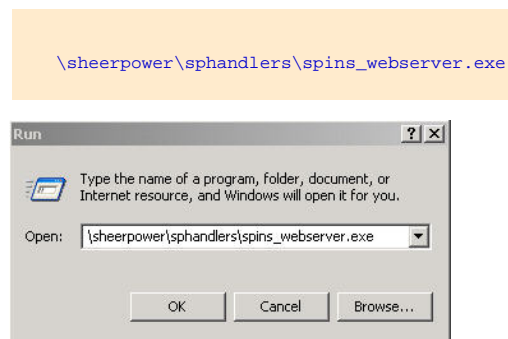 \sheerpower\sphandlers\spins_webserver.exe
Run
Type the name of a program, folder, document, or
Internet resource, and Windows will open it for you.
Open: \sheerpower\sphandlers\spins_webserver.exe
OK Cancel Browse...